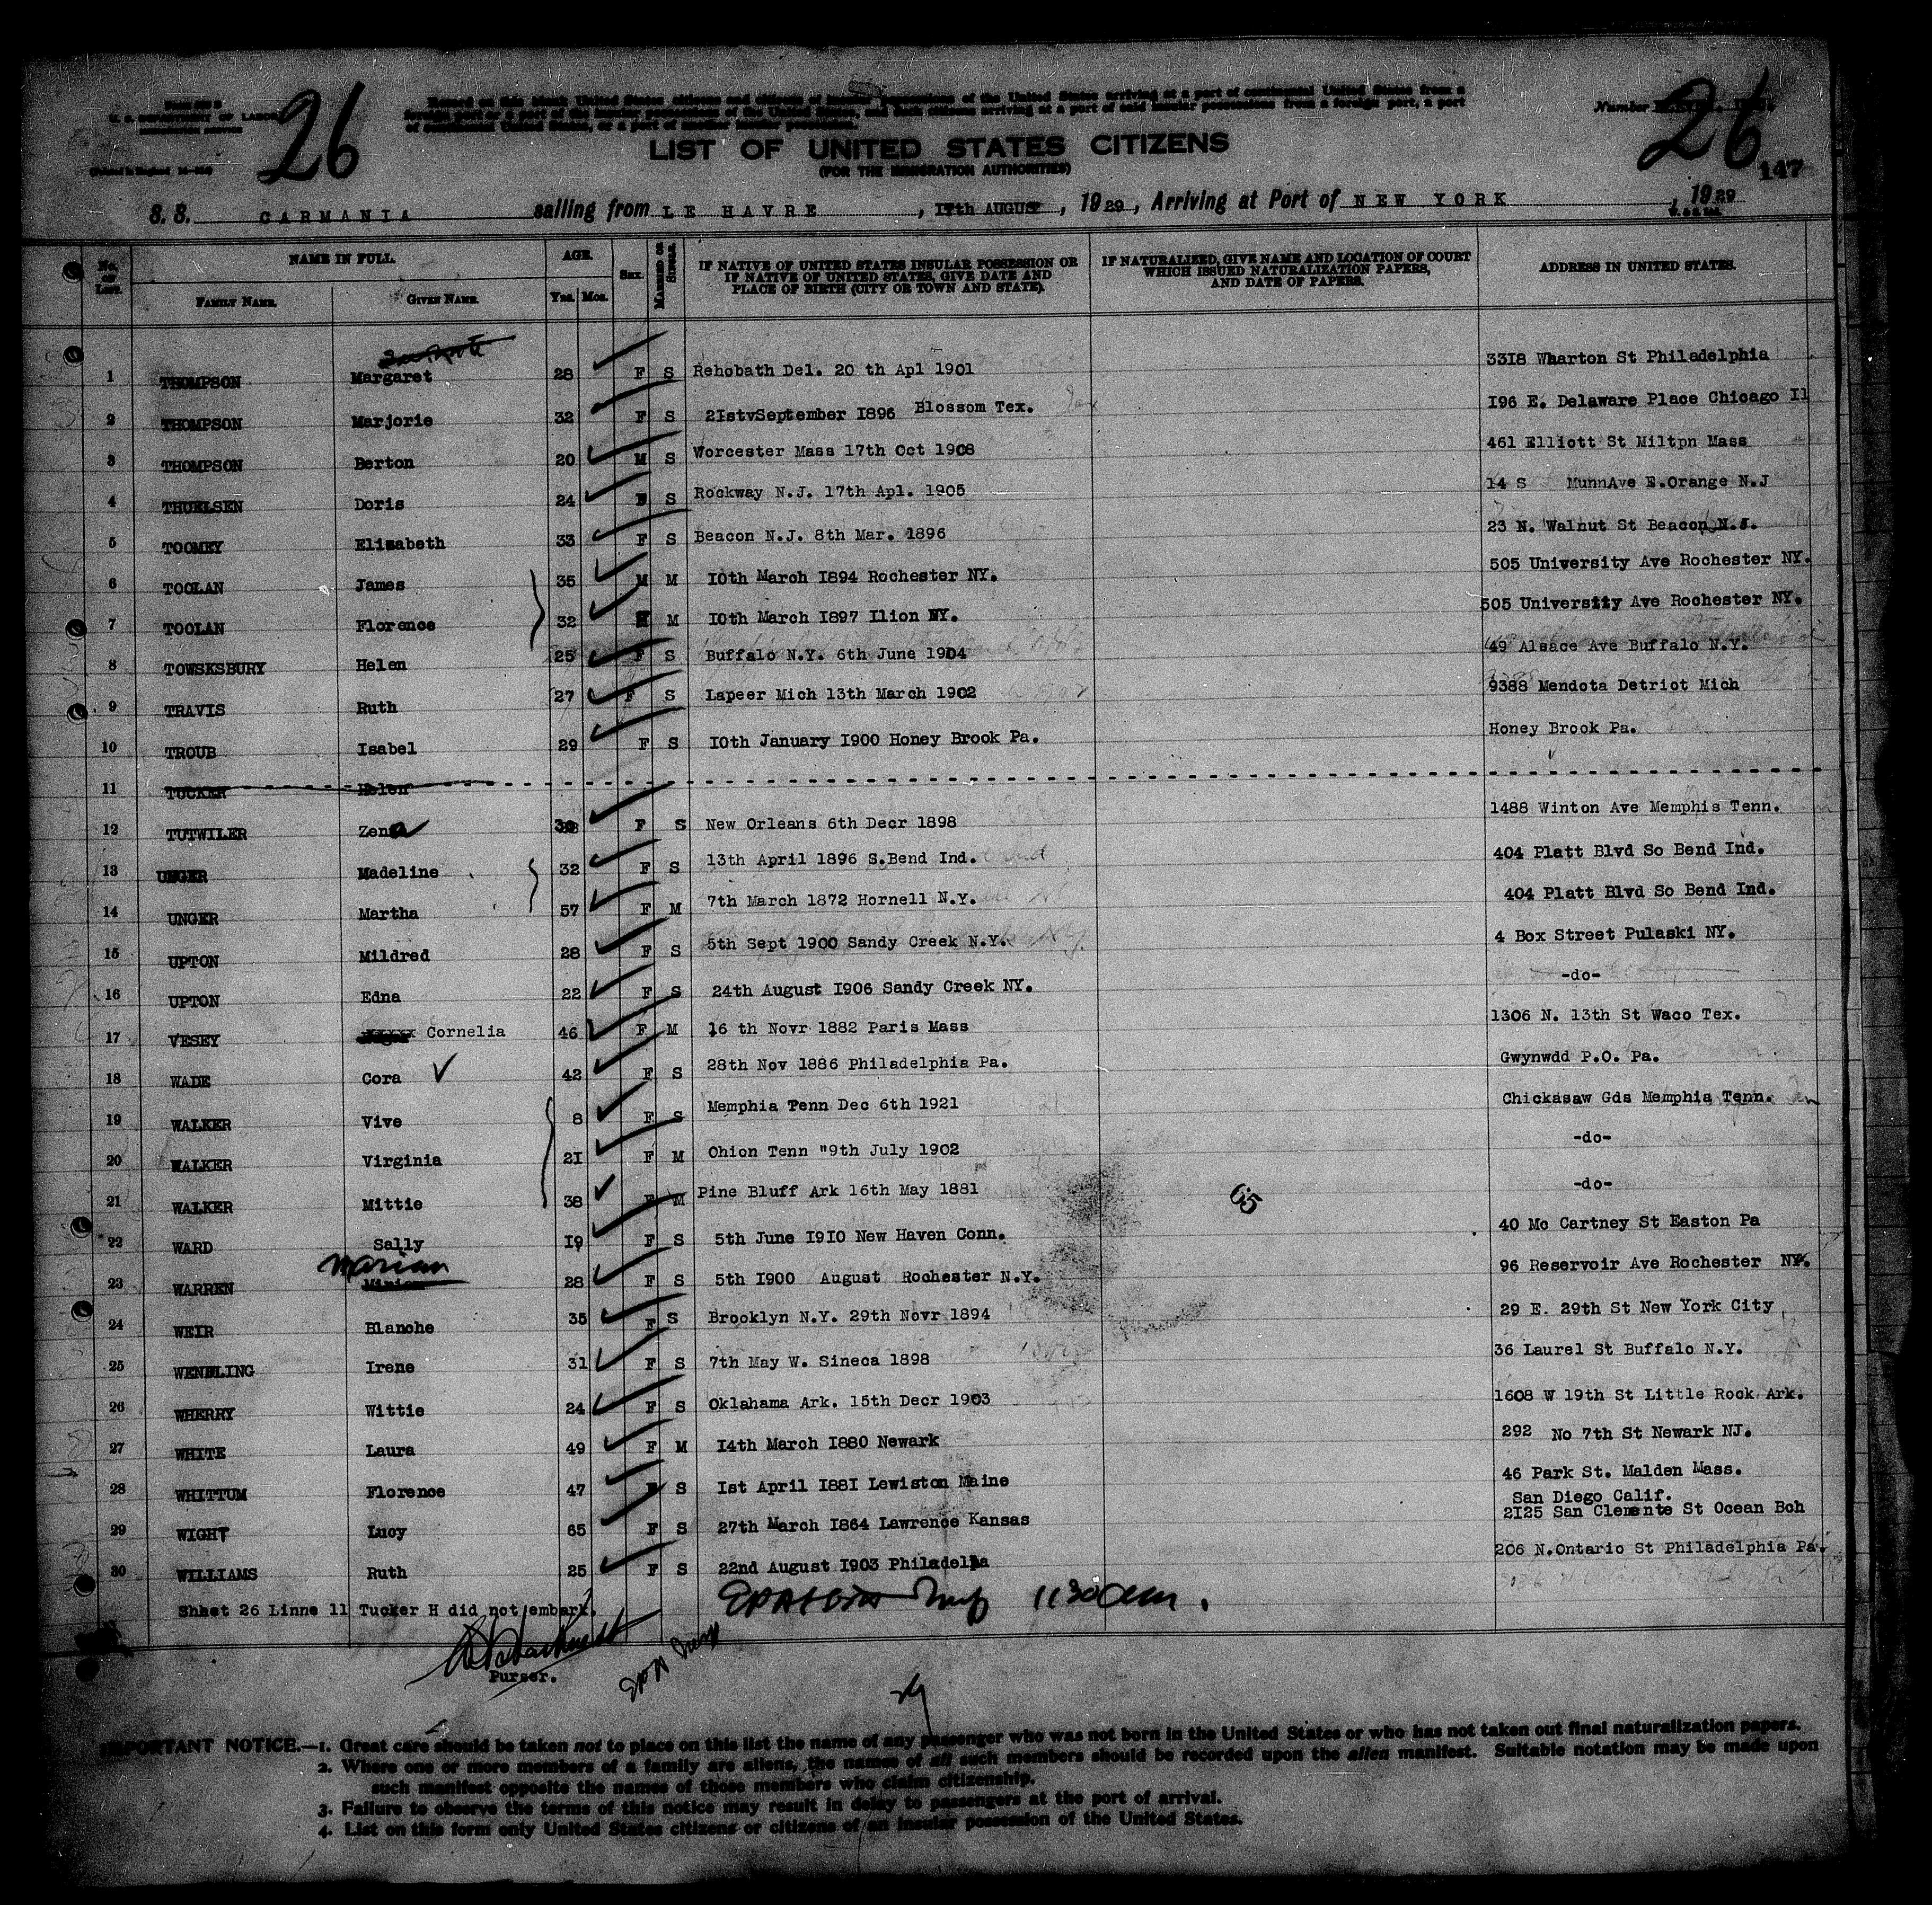 26
U. S. DEPARTMENT OF LABOR
Number
26
147
LIST OF UNITED STATES CITIZENS
(FOR THE IMMIGRATION AUTHORITIES)
S.S. CARMANIA sailing from LE HAVRE, 17th AUGUST, 1929, Arriving at Port of NEW YORK, 1929
No. on List. NAME IN FULL. AGE. Sex. Married or Single. IF NATIVE OF UNITED STATES INSULAR POSSESSION OR IF NATIVE OF UNITED STATES, GIVE DATE AND PLACE OF BIRTH (CITY OR TOWN AND STATE). IF NATURALIZED, GIVE NAME AND LOCATION OF COURT WHICH ISSUED NATURALIZATION PAPERS, AND DATE OF PAPERS. ADDRESS IN UNITED STATES.
Family Name. Given Name. Yrs. Mos.
1 THOMPSON Margaret 28 F S Rehobath Del. 20 th Apl 1901 3318 Wharton St Philadelphia
2 THOMPSON Marjorie 32 F S 21stvSeptember 1896 Blossom Tex. 196 E. Delaware Place Chicago Il
3 THOMPSON Berton 20 M S Worcester Mass 17th Oct 1908 461 Elliott St Miltpn Mass
4 THUELSEN Doris 24 S Rockway N.J. 17th Apl. 1905 14 S MunnAve E.Orange N.J
5 TOOMEY Elizabeth 33 F S Beacon N.J. 8th Mar. 1896 23 N. Walnut St Beacon N.J.
6 TOOLAN James 35 M M 10th March 1894 Rochester NY. 505 University Ave Rochester NY.
7 TOOLAN Florence 32 M 10th March 1897 Ilion NY. 505 University Ave Rochester NY.
8 TOWSKSBURY Helen 25 F S Buffalo N.Y. 6th June 1904 49 Alsace Ave Buffalo N.Y.
9 TRAVIS Ruth 27 F S Lapeer Mich 13th March 1902 9388 Mendota Detriot Mich
10 TROUB Isabel 29 F S 10th January 1900 Honey Brook Pa. Honey Brook Pa.
11 TUCKER Helen
12 TUTWILER Zena 30 F S New Orleans 6th Decr 1898 1488 Winton Ave Memphis Tenn.
13 UNGER Madeline 32 F S 13th April 1896 S.Bend Ind. 404 Platt Blvd So Bend Ind.
14 UNGER Martha 57 F M 7th March 1872 Hornell N.Y. 404 Platt Blvd So Bend Ind.
15 UPTON Mildred 28 F S 5th Sept 1900 Sandy Creek N.Y. 4 Box Street Pulaski NY.
16 UPTON Edna 22 F S 24th August 1906 Sandy Creek NY. -do-
17 VESEY Cornelia 46 F M 16 th Novr 1882 Paris Mass 1306 N. 13th St Waco Tex.
18 WADE Cora 42 F S 28th Nov 1886 Philadelphia Pa. Gwynwdd P.O. Pa.
19 WALKER Vive 8 F S Memphia Tenn Dec 6th 1921 Chickasaw Gds Memphia Tenn.
20 WALKER Virginia 21 F M Ohion Tenn "9th July 1902 -do-
21 WALKER Mittie 38 F M Pine Bluff Ark 16th May 1881 -do-
65
22 WARD Sally 19 F S 5th June 1910 New Haven Conn. 40 Mc Cartney St Easton Pa
23 WARREN Marian 28 F S 5th 1900 August Rochester N.Y. 96 Reservoir Ave Rochester NY.
24 WEIR Blanche 35 F S Brooklyn N.Y. 29th Novr 1894 29 E. 29th St New York City
25 WENDLING Irene 31 F S 7th May W. Sineca 1898 36 Laurel St Buffalo N.Y.
26 WHERRY Wittie 24 F S Oklahama Ark. 15th Decr 1903 1608 W 19th St Little Rock Ark.
27 WHITE Laura 49 F M 14th March 1880 Newark 292 No 7th St Newark NJ.
28 WHITTUM Florence 47 S 1st April 1881 Lewiston Maine 46 Park St. Malden Mass.
29 WIGHT Lucy 65 F S 27th March 1864 Lawrence Kansas San Diego Calif. 2125 San Clemente St Ocean Bch
30 WILLIAMS Ruth 25 F S 22nd August 1903 Philadelpa 206 N.Ontario St Philadelphia Pa.
Shhet 26 Linne 11 Tucker H did not embark.
11 30 am.
Purser.
IMPORTANT NOTICE.—1. Great care should be taken not to place on this list the name of any passenger who was not born in the United States or who has not taken out final naturalization papers.
2. Where one or more members of a family are aliens, the names of all such members should be recorded upon the alien manifest. Suitable notation may be made upon
such manifest opposite the names of those members who claim citizenship.
3. Failure to observe the terms of this notice may result in delay to passengers at the port of arrival.
4. List on this form only United States citizens or citizens of an insular possession of the United States.